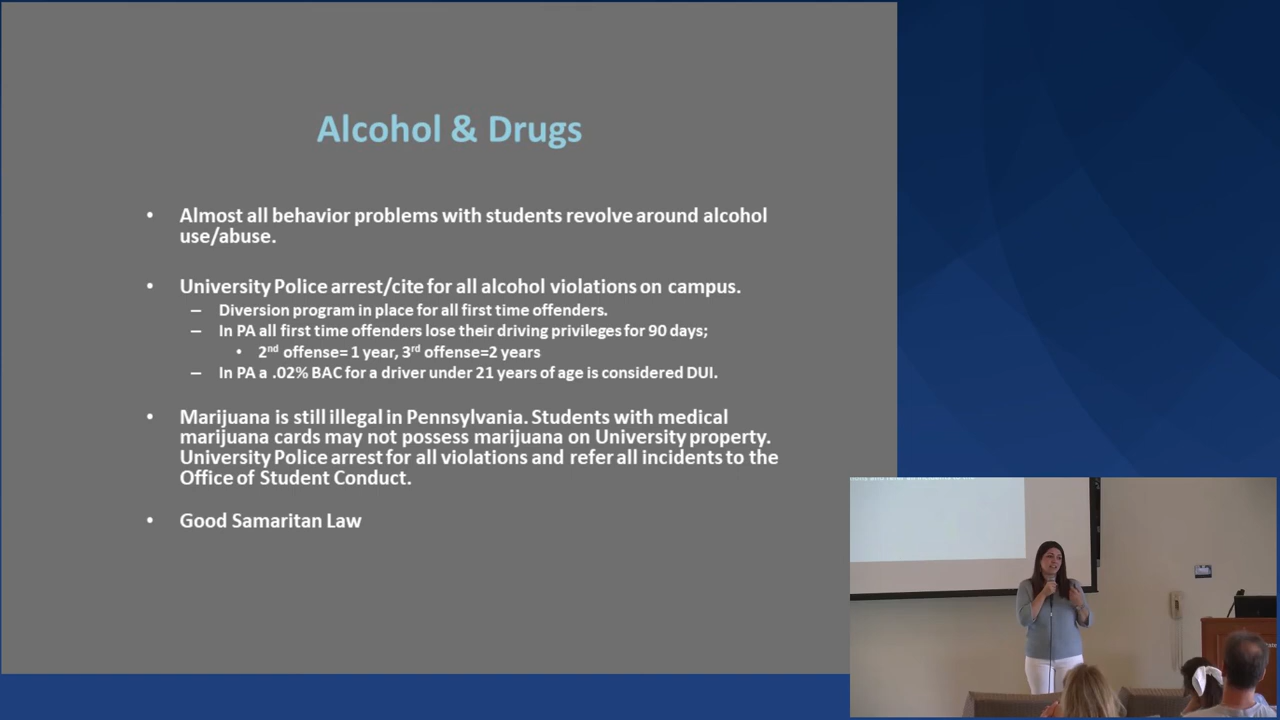 Alcohol & Drugs
• Almost all behavior problems with students revolve around alcohol
use/abuse.
• University Police arrest/cite for all alcohol violations on campus.
– Diversion program in place for all first time offenders.
– In PA all first time offenders lose their driving privileges for 90 days;
• 2nd offense= 1 year, 3rd offense=2 years
– In PA a .02% BAC for a driver under 21 years of age is considered DUI.
• Marijuana is still illegal in Pennsylvania. Students with medical
marijuana cards may not possess marijuana on University property.
University Police arrest for all violations and refer all incidents to the
Office of Student Conduct.
• Good Samaritan Law